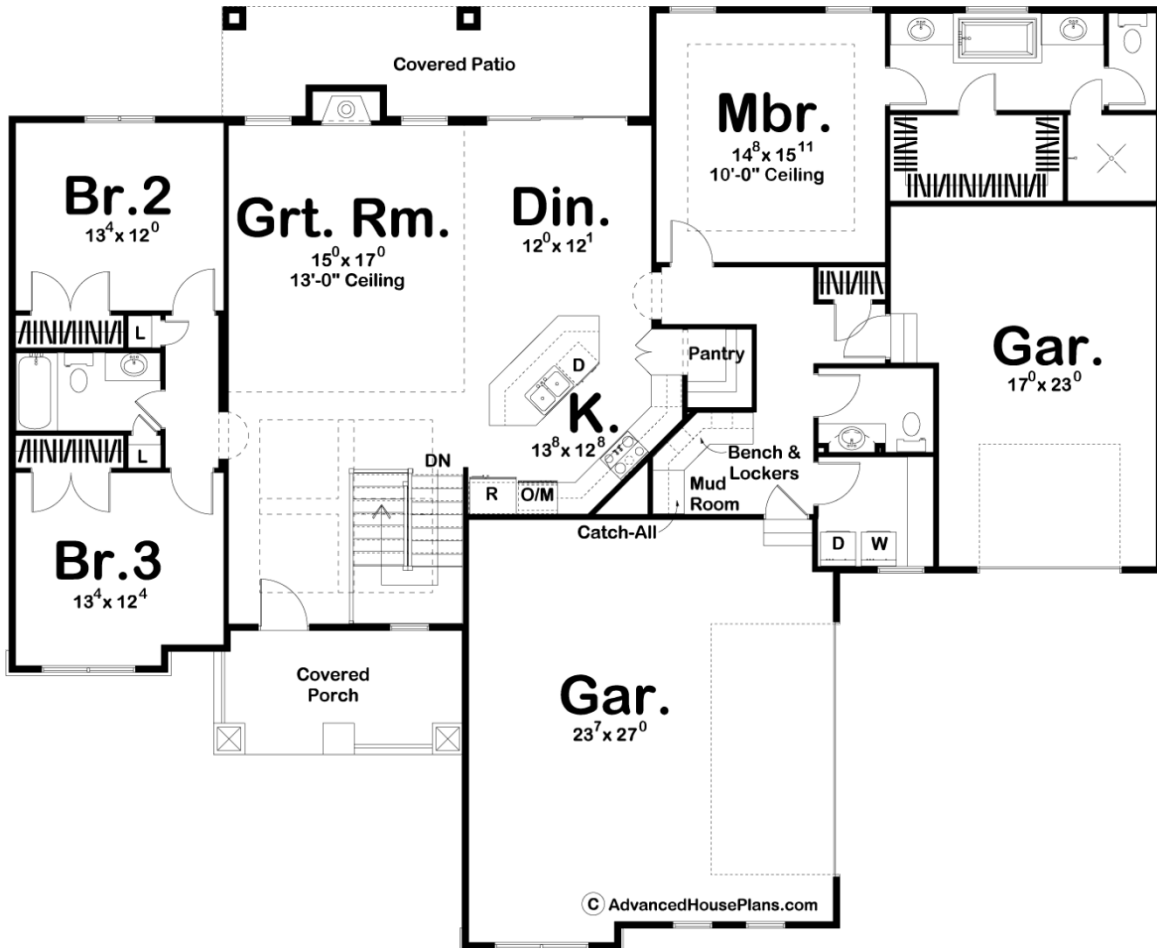 Covered Patio
Mbr.
14⁸ x 15¹¹
10'-0" Ceiling
Br.2
13⁴ x 12⁰
Grt. Rm.
15⁰ x 17⁰
13'-0" Ceiling
Din.
12⁰ x 12¹
L
Pantry
Gar.
17⁰ x 23⁰
D
K.
13⁸ x 12⁸
L
DN
R
O/M
Bench &
Lockers
Mud
Room
Catch-All
D
W
Br.3
13⁴ x 12⁴
Covered
Porch
Gar.
23⁷ x 27⁰
© AdvancedHousePlans.com